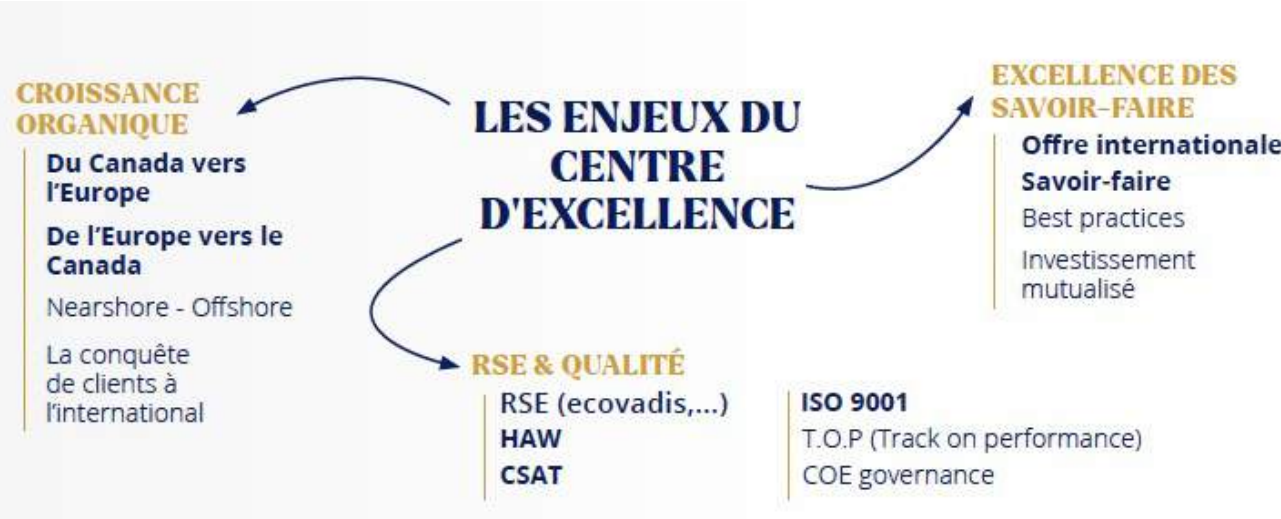 LES ENJEUX DU
CENTRE
D'EXCELLENCE
CROISSANCE
ORGANIQUE
Du Canada vers
l'Europe
De l'Europe vers le
Canada
Nearshore - Offshore
La conquête
de clients à
l'international
EXCELLENCE DES
SAVOIR-FAIRE
Offre internationale
Savoir-faire
Best practices
Investissement
mutualisé
RSE & QUALITÉ
RSE (ecovadis,...)
HAW
CSAT
ISO 9001
T.O.P (Track on performance)
COE governance